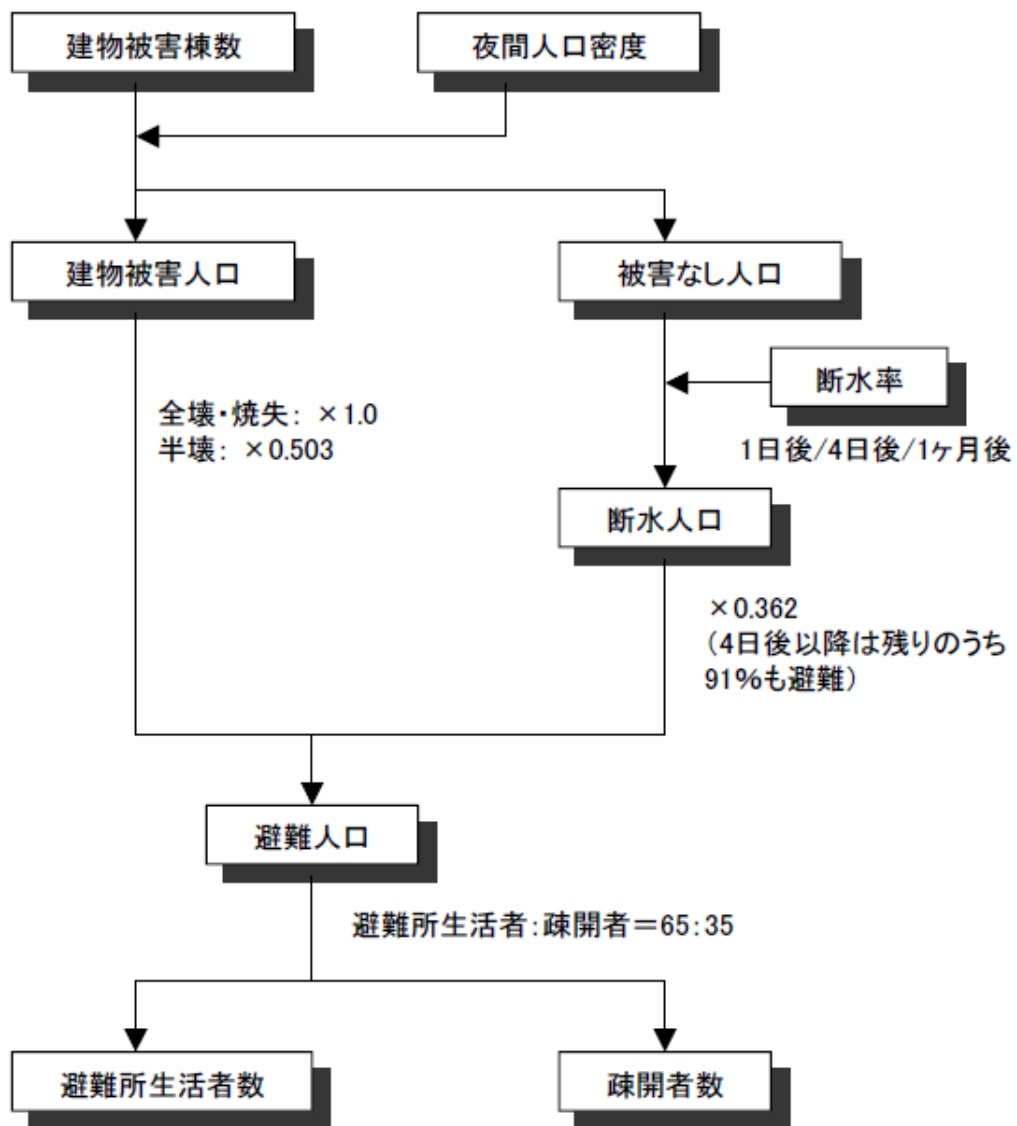 建物被害棟数
夜間人口密度
建物被害人口
被害なし人口
断水率
全壊・焼失： ×1.0
半壊： ×0.503
1日後/4日後/1ヶ月後
断水人口
×0.362
（4日後以降は残りのうち
91％も避難）
避難人口
避難所生活者：疎開者＝65：35
避難所生活者数
疎開者数